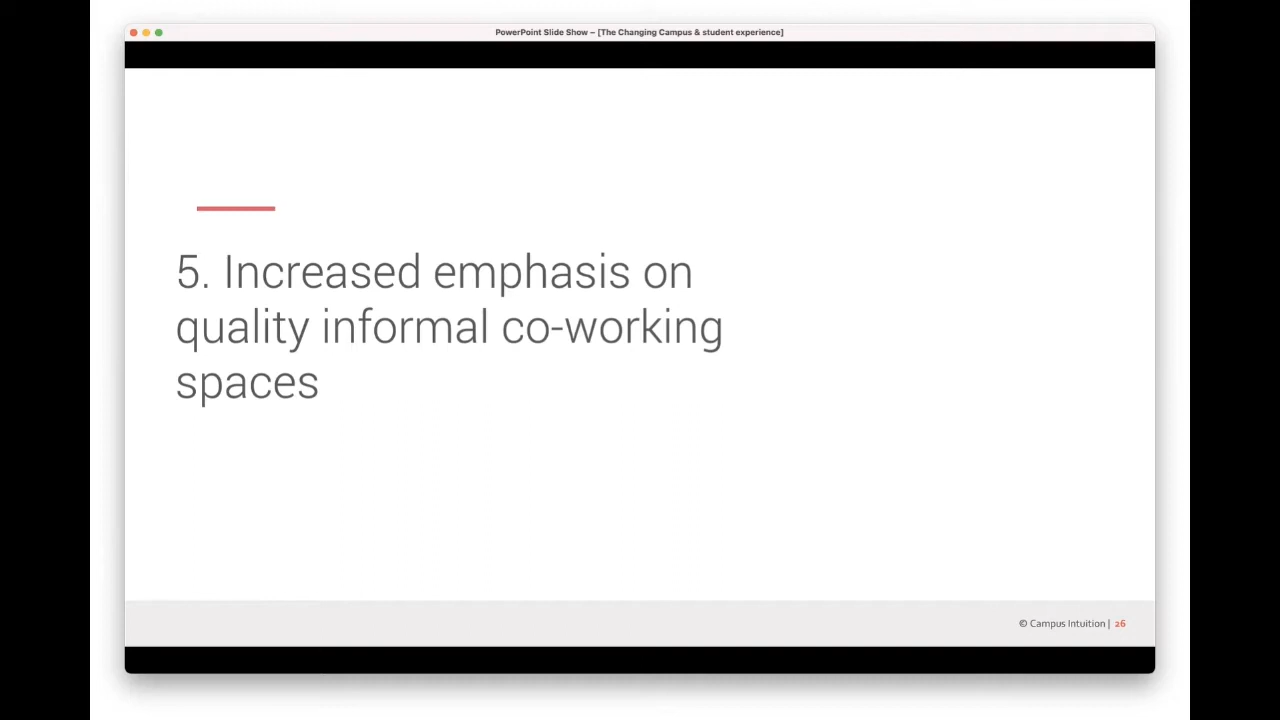 PowerPoint Slide Show – [The Changing Campus & student experience]
5. Increased emphasis on
quality informal co-working
spaces
© Campus Intuition | 26